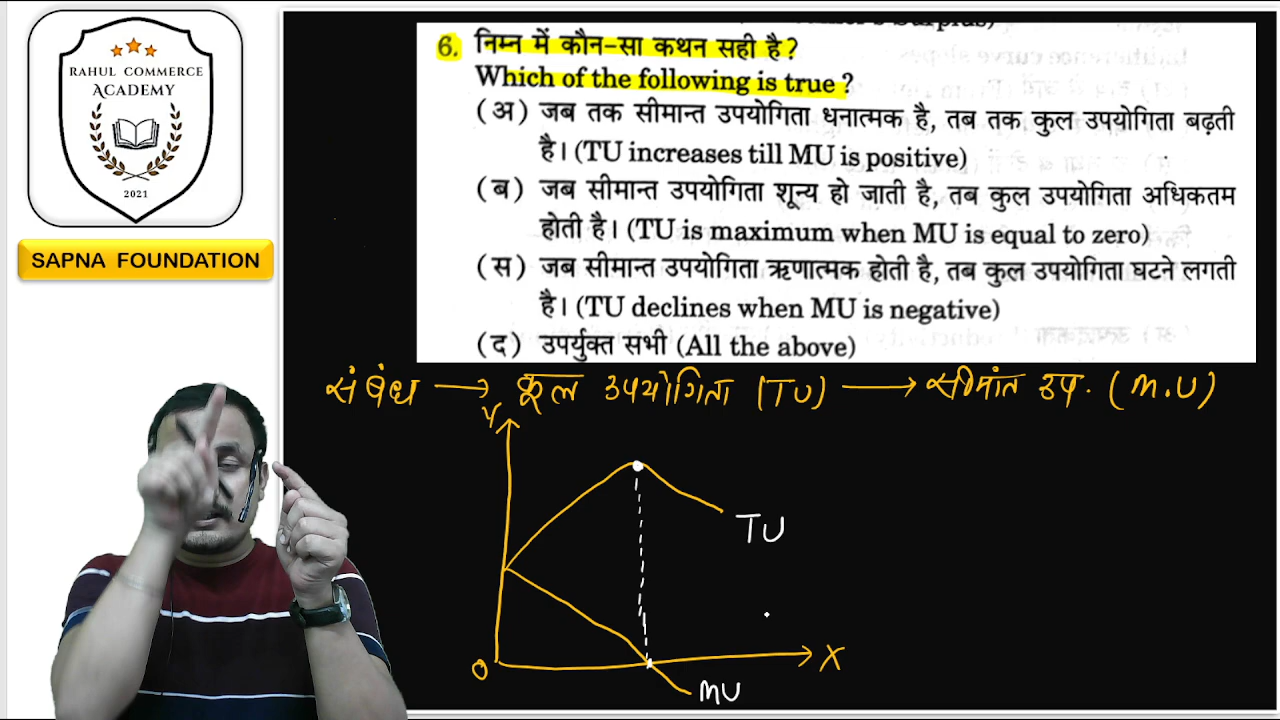 RAHUL COMMERCE
ACADEMY
2021
SAPNA FOUNDATION
6. निम्न में कौन-सा कथन सही है?
Which of the following is true ?
(अ) जब तक सीमान्त उपयोगिता धनात्मक है, तब तक कुल उपयोगिता बढ़ती
है। (TU increases till MU is positive)
(ब) जब सीमान्त उपयोगिता शून्य हो जाती है, तब कुल उपयोगिता अधिकतम
होती है। (TU is maximum when MU is equal to zero)
(स) जब सीमान्त उपयोगिता ऋणात्मक होती है, तब कुल उपयोगिता घटने लगती
है। (TU declines when MU is negative)
(द) उपर्युक्त सभी (All the above)
संबंध → कूल उपयोगिता (TU) → सीमांत उप. (M.U)
Y
TU
O X
MU